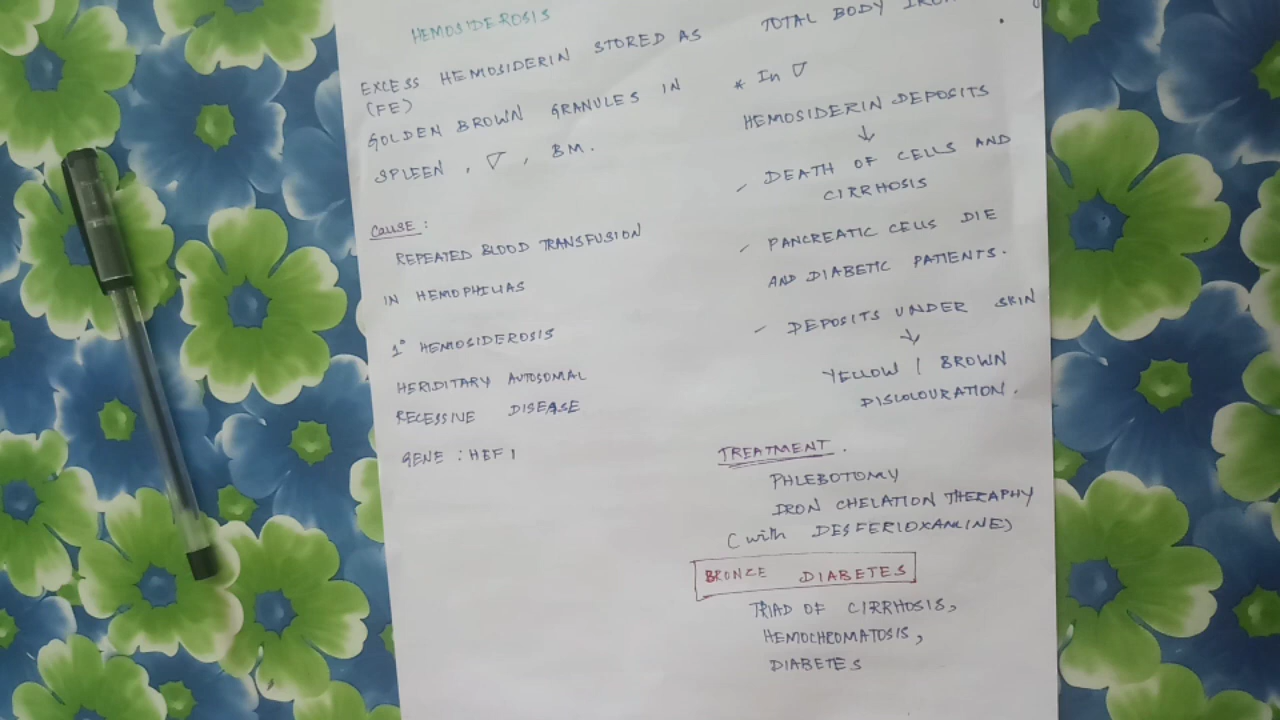 HEMOSIDEROSIS
EXCESS HEMOSIDERIN STORED AS
(FE)
GOLDEN BROWN GRANULES IN
SPLEEN , ▽ , BM.
CAUSE :
REPEATED BLOOD TRANSFUSION
IN HEMOPHILIAS
1° HEMOSIDEROSIS
HERIDITARY AUTOSOMAL
RECESSIVE DISEASE
GENE : HEF 1
TOTAL BODY IRON
* In ▽
HEMOSIDERIN DEPOSITS
↓
DEATH OF CELLS AND
CIRRHOSIS
PANCREATIC CELLS DIE
AND DIABETIC PATIENTS.
DEPOSITS UNDER SKIN
↓
YELLOW / BROWN
DISCOLOURATION.
TREATMENT.
PHLEBOTOMY
IRON CHELATION THERAPHY
(with DESFERIOXAMINE)
BRONZE DIABETES
TRIAD OF CIRRHOSIS,
HEMOCHROMATOSIS,
DIABETES